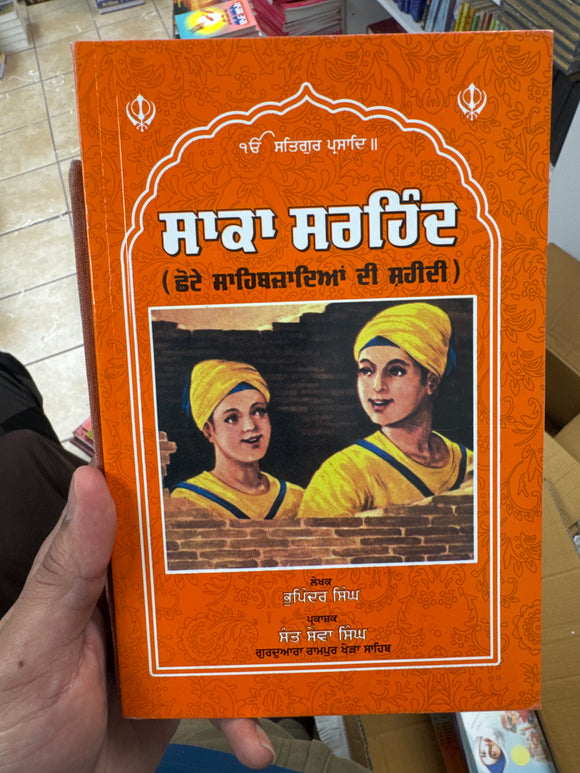 ੴ ਸਤਿਗੁਰ ਪ੍ਰਸਾਦਿ॥
ਸਾਕਾ ਸਰਹਿੰਦ
(ਛੋਟੇ ਸਾਹਿਬਜ਼ਾਦਿਆਂ ਦੀ ਸ਼ਹੀਦੀ)
ਲੇਖਕ
ਭੁਪਿੰਦਰ ਸਿੰਘ
ਪ੍ਰਕਾਸ਼ਕ
ਸੰਤ ਸੇਵਾ ਸਿੰਘ
ਗੁਰਦੁਆਰਾ ਰਾਮਪੁਰ ਖੇੜਾ ਸਾਹਿਬ